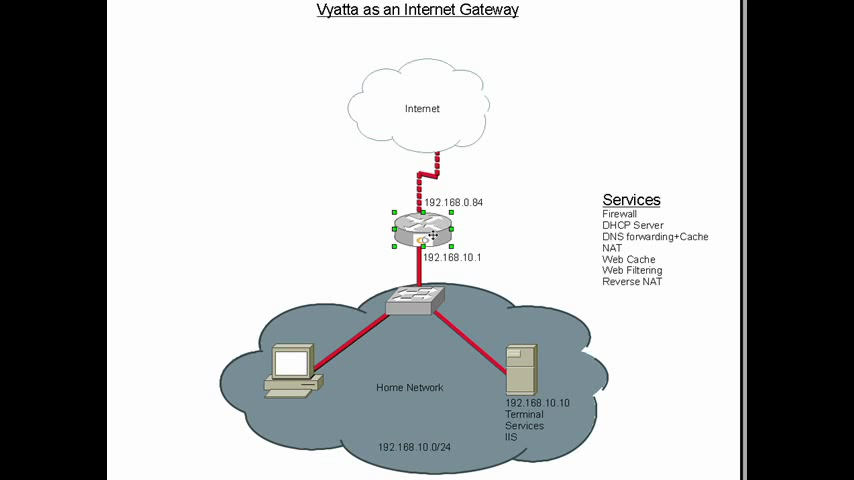 Vyatta as an Internet Gateway
Internet
192.168.0.84
192.168.10.1
Services
Firewall
DHCP Server
DNS forwarding+Cache
NAT
Web Cache
Web Filtering
Reverse NAT
Home Network
192.168.10.10
Terminal
Services
IIS
192.168.10.0/24